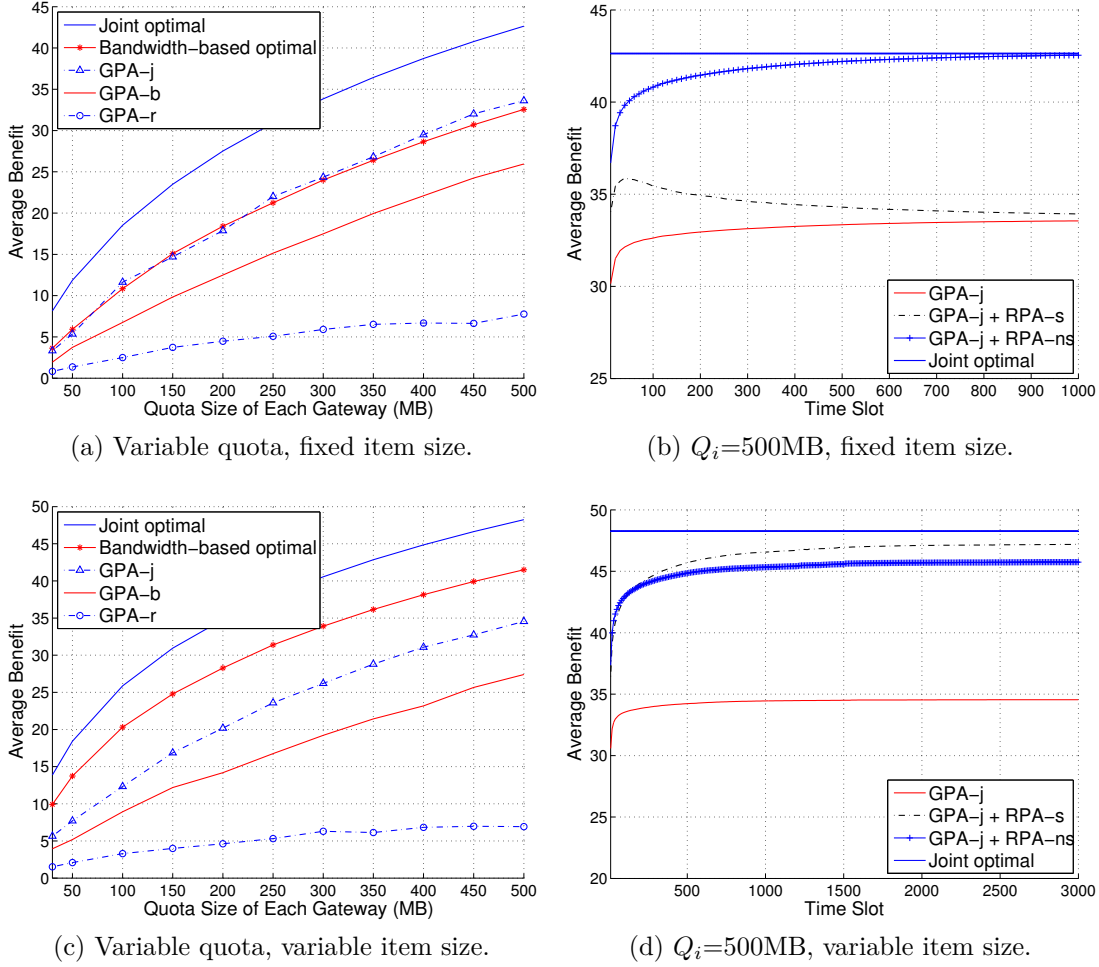 45
40
35
30
25
20
15
10
5
0
Average Benefit
Joint optimal
Bandwidth−based optimal
GPA−j
GPA−b
GPA−r
50 100 150 200 250 300 350 400 450 500
Quota Size of Each Gateway (MB)
(a) Variable quota, fixed item size.
45
40
35
30
25
Average Benefit
GPA−j
GPA−j + RPA−s
GPA−j + RPA−ns
Joint optimal
100 200 300 400 500 600 700 800 900 1000
Time Slot
(b) Q_i=500MB, fixed item size.
50
45
40
35
30
25
20
15
10
5
0
Average Benefit
Joint optimal
Bandwidth−based optimal
GPA−j
GPA−b
GPA−r
50 100 150 200 250 300 350 400 450 500
Quota Size of Each Gateway (MB)
(c) Variable quota, variable item size.
50
45
40
35
30
25
20
Average Benefit
GPA−j
GPA−j + RPA−s
GPA−j + RPA−ns
Joint optimal
500 1000 1500 2000 2500 3000
Time Slot
(d) Q_i=500MB, variable item size.